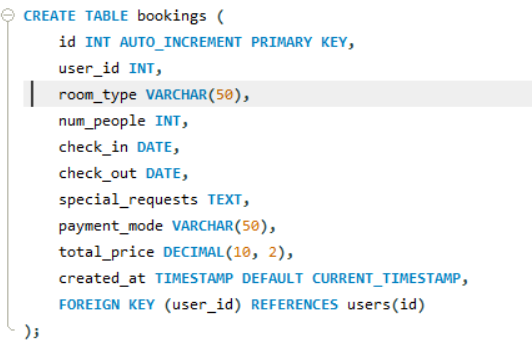 CREATE TABLE bookings (
    id INT AUTO_INCREMENT PRIMARY KEY,
    user_id INT,
    room_type VARCHAR(50),
    num_people INT,
    check_in DATE,
    check_out DATE,
    special_requests TEXT,
    payment_mode VARCHAR(50),
    total_price DECIMAL(10, 2),
    created_at TIMESTAMP DEFAULT CURRENT_TIMESTAMP,
    FOREIGN KEY (user_id) REFERENCES users(id)
);